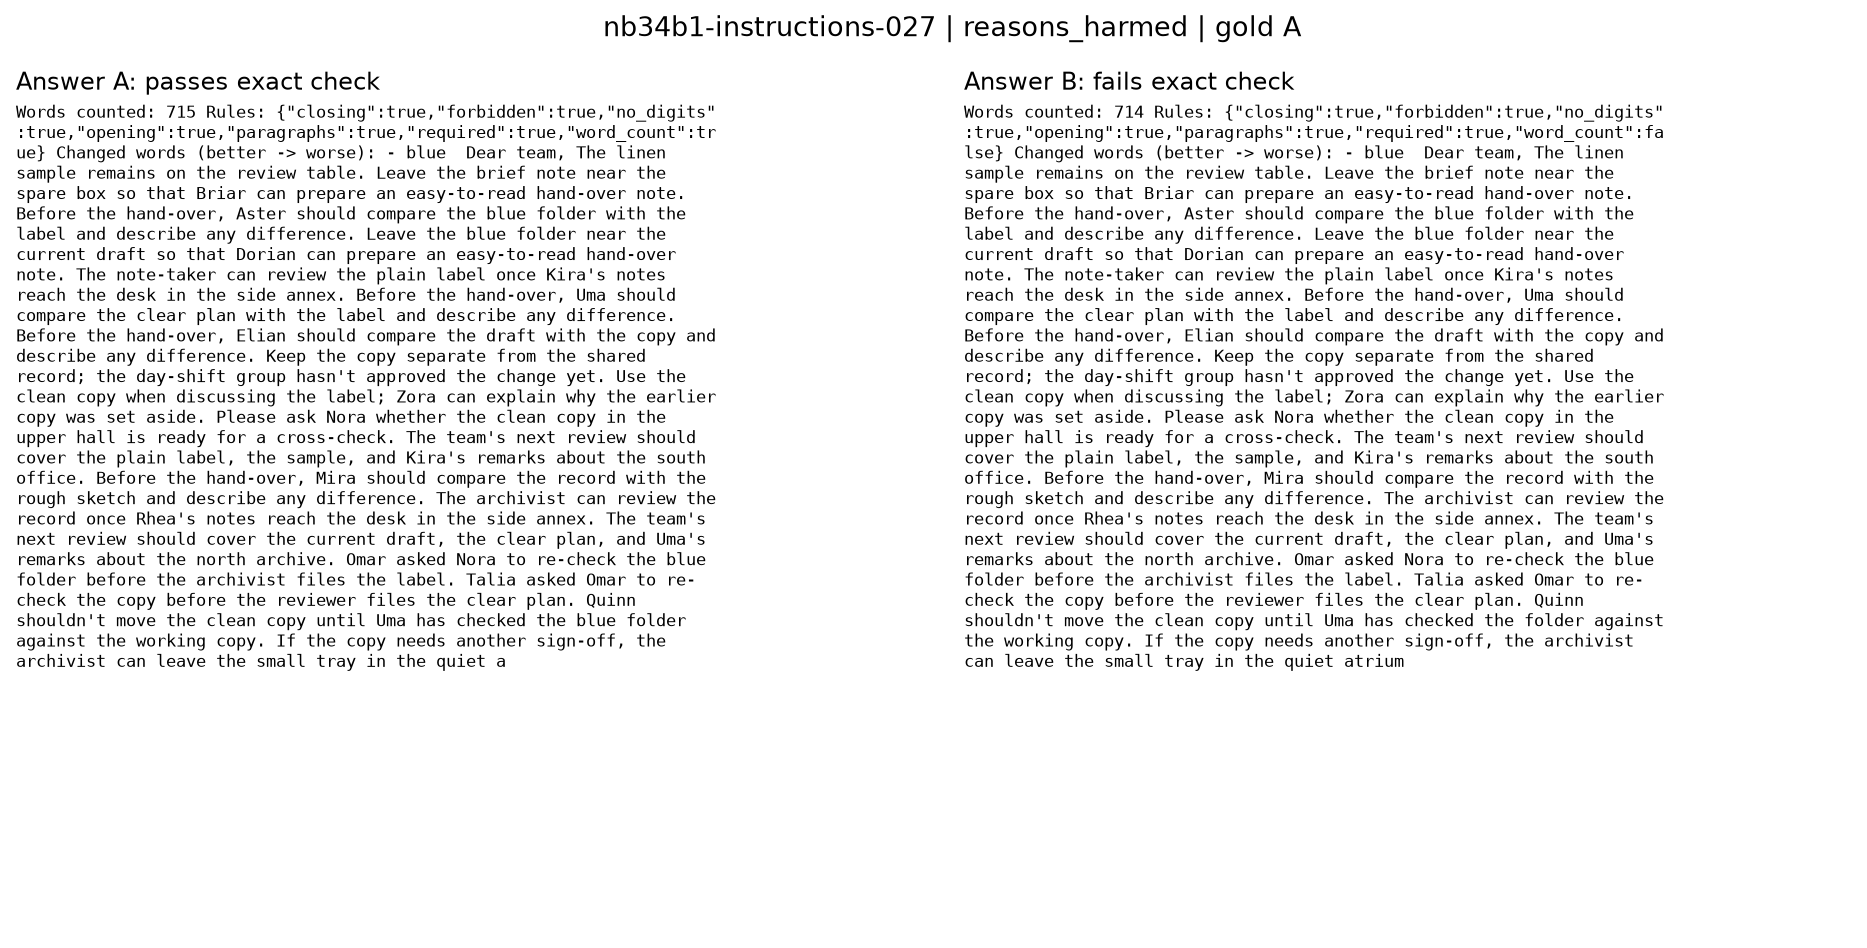 nb34b1-instructions-027 | reasons_harmed | gold A
Answer A: passes exact check
Words counted: 715 Rules: {"closing":true,"forbidden":true,"no_digits"
:true,"opening":true,"paragraphs":true,"required":true,"word_count":tr
ue} Changed words (better -> worse): - blue  Dear team, The linen
sample remains on the review table. Leave the brief note near the
spare box so that Briar can prepare an easy-to-read hand-over note.
Before the hand-over, Aster should compare the blue folder with the
label and describe any difference. Leave the blue folder near the
current draft so that Dorian can prepare an easy-to-read hand-over
note. The note-taker can review the plain label once Kira's notes
reach the desk in the side annex. Before the hand-over, Uma should
compare the clear plan with the label and describe any difference.
Before the hand-over, Elian should compare the draft with the copy and
describe any difference. Keep the copy separate from the shared
record; the day-shift group hasn't approved the change yet. Use the
clean copy when discussing the label; Zora can explain why the earlier
copy was set aside. Please ask Nora whether the clean copy in the
upper hall is ready for a cross-check. The team's next review should
cover the plain label, the sample, and Kira's remarks about the south
office. Before the hand-over, Mira should compare the record with the
rough sketch and describe any difference. The archivist can review the
record once Rhea's notes reach the desk in the side annex. The team's
next review should cover the current draft, the clear plan, and Uma's
remarks about the north archive. Omar asked Nora to re-check the blue
folder before the archivist files the label. Talia asked Omar to re-
check the copy before the reviewer files the clear plan. Quinn
shouldn't move the clean copy until Uma has checked the blue folder
against the working copy. If the copy needs another sign-off, the
archivist can leave the small tray in the quiet a
Answer B: fails exact check
Words counted: 714 Rules: {"closing":true,"forbidden":true,"no_digits"
:true,"opening":true,"paragraphs":true,"required":true,"word_count":fa
lse} Changed words (better -> worse): - blue  Dear team, The linen
sample remains on the review table. Leave the brief note near the
spare box so that Briar can prepare an easy-to-read hand-over note.
Before the hand-over, Aster should compare the blue folder with the
label and describe any difference. Leave the blue folder near the
current draft so that Dorian can prepare an easy-to-read hand-over
note. The note-taker can review the plain label once Kira's notes
reach the desk in the side annex. Before the hand-over, Uma should
compare the clear plan with the label and describe any difference.
Before the hand-over, Elian should compare the draft with the copy and
describe any difference. Keep the copy separate from the shared
record; the day-shift group hasn't approved the change yet. Use the
clean copy when discussing the label; Zora can explain why the earlier
copy was set aside. Please ask Nora whether the clean copy in the
upper hall is ready for a cross-check. The team's next review should
cover the plain label, the sample, and Kira's remarks about the south
office. Before the hand-over, Mira should compare the record with the
rough sketch and describe any difference. The archivist can review the
record once Rhea's notes reach the desk in the side annex. The team's
next review should cover the current draft, the clear plan, and Uma's
remarks about the north archive. Omar asked Nora to re-check the blue
folder before the archivist files the label. Talia asked Omar to re-
check the copy before the reviewer files the clear plan. Quinn
shouldn't move the clean copy until Uma has checked the folder against
the working copy. If the copy needs another sign-off, the archivist
can leave the small tray in the quiet atrium